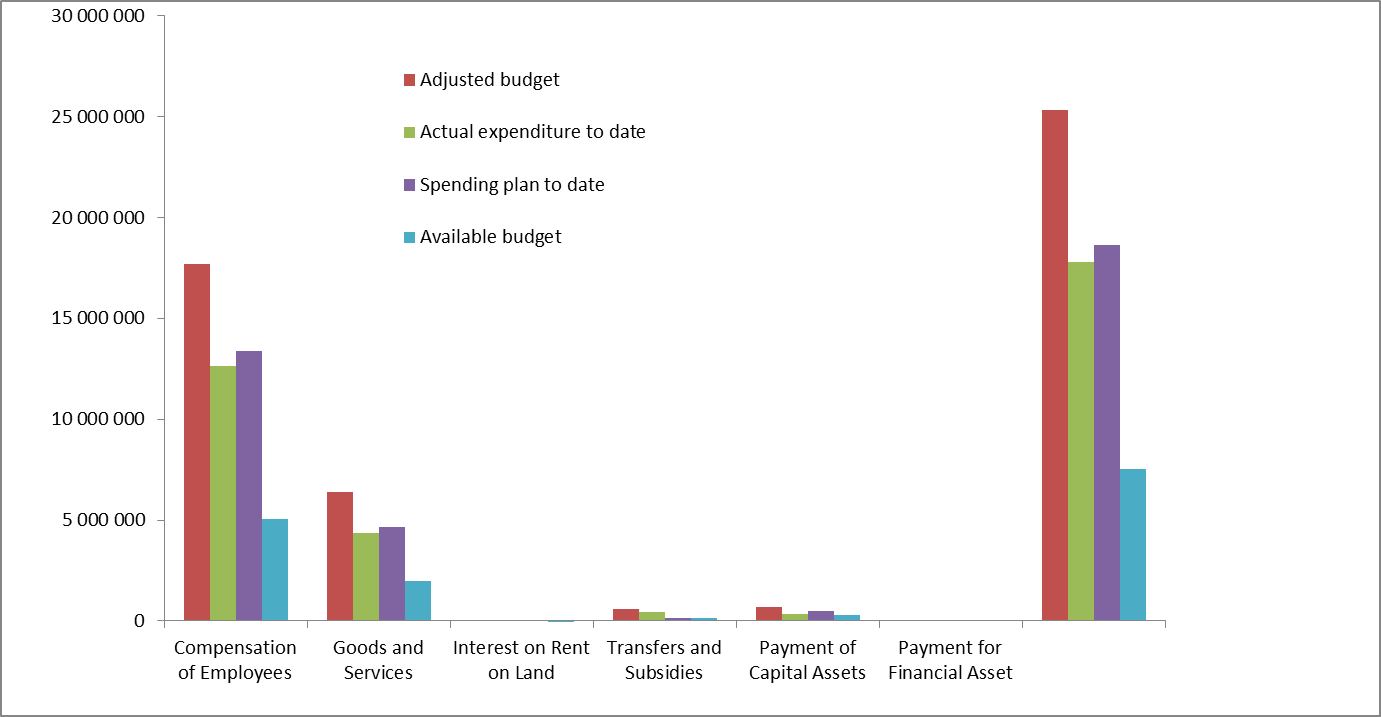 30 000 000
25 000 000
20 000 000
15 000 000
10 000 000
5 000 000
0
Adjusted budget
Actual expenditure to date
Spending plan to date
Available budget
Compensation
of Employees
Goods and
Services
Interest on Rent
on Land
Transfers and
Subsidies
Payment of
Capital Assets
Payment for
Financial Asset